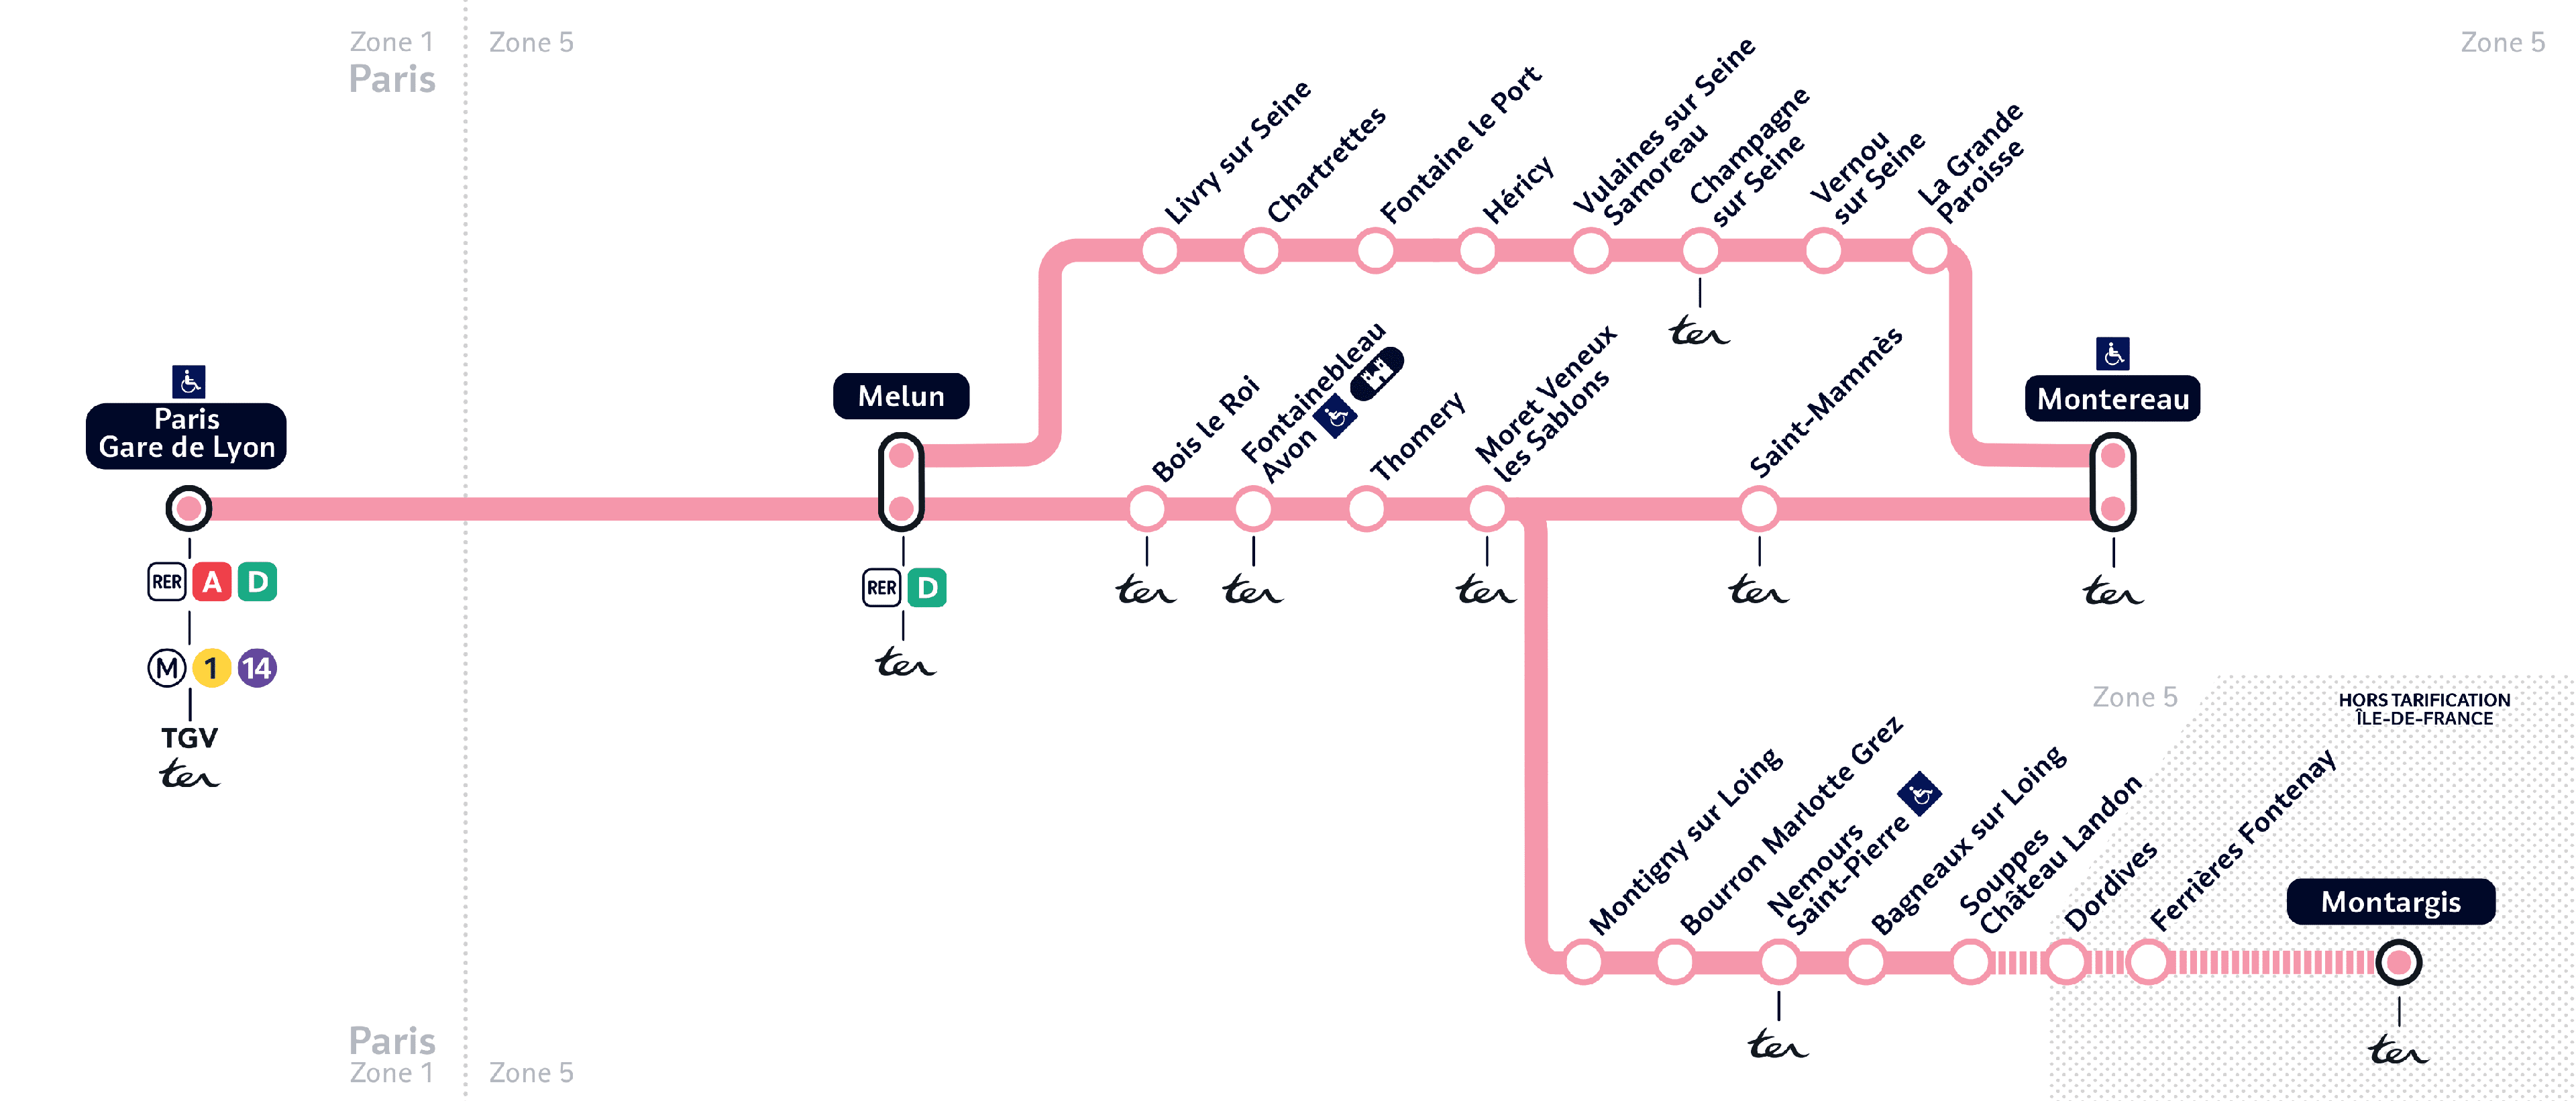 Zone 1
Paris
Zone 5
Zone 5
Livry sur Seine
Chartrettes
Fontaine le Port
Héricy
Vulaines sur Seine
Samoreau
Champagne
sur Seine
Vernou
sur Seine
La Grande
Paroisse
ter
Paris
Gare de Lyon
Melun
Bois le Roi
Fontainebleau
Avon
Thomery
Moret Veneux
les Sablons
Saint-Mammès
Montereau
RER A D
M 1 14
TGV
ter
RER D
ter
ter
ter
ter
ter
ter
Zone 5
HORS TARIFICATION
ÎLE-DE-FRANCE
Montigny sur Loing
Bourron Marlotte Grez
Nemours
Saint-Pierre
Bagneaux sur Loing
Souppes
Château Landon
Dordives
Ferrières Fontenay
Montargis
ter
ter
Paris
Zone 1
Zone 5